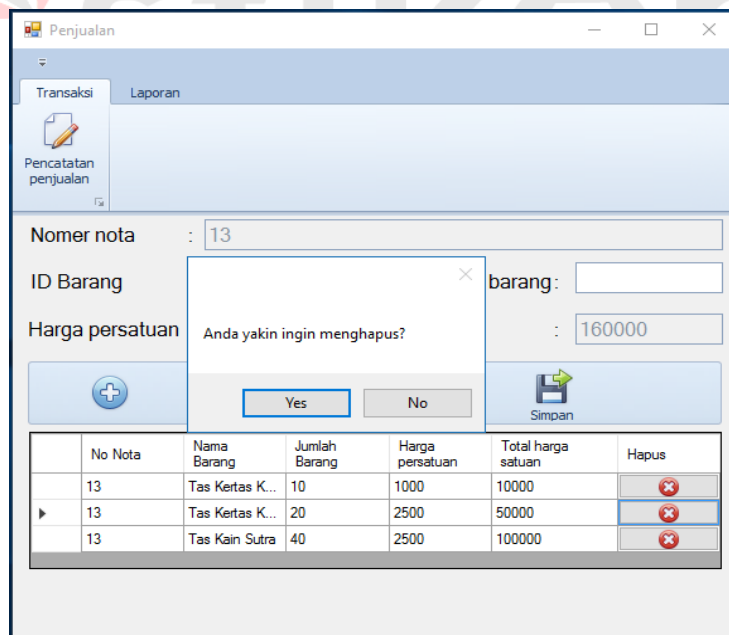 Penjualan
Transaksi Laporan
Pencatatan
penjualan
Nomer nota : 13
ID Barang barang:
Harga persatuan : 160000
Anda yakin ingin menghapus?
Yes No
Simpan
No Nota Nama Barang Jumlah Barang Harga persatuan Total harga satuan Hapus
13 Tas Kertas K... 10 1000 10000
13 Tas Kertas K... 20 2500 50000
13 Tas Kain Sutra 40 2500 100000